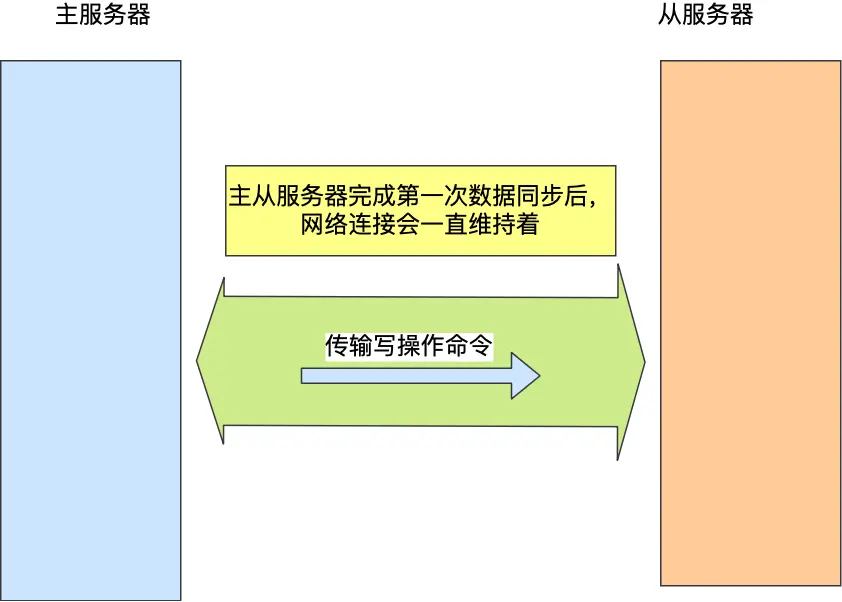 主服务器
从服务器
主从服务器完成第一次数据同步后,
网络连接会一直维持着
传输写操作命令